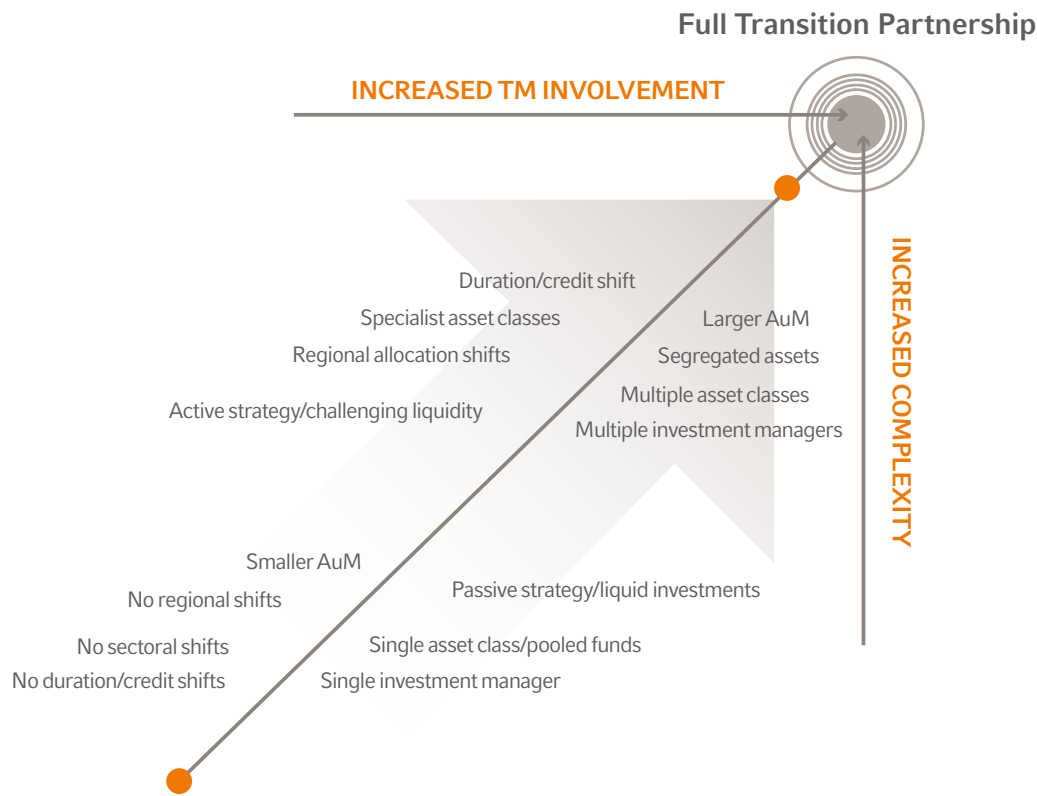 Full Transition Partnership
INCREASED TM INVOLVEMENT
INCREASED COMPLEXITY
Duration/credit shift
Specialist asset classes
Larger AuM
Regional allocation shifts
Segregated assets
Multiple asset classes
Active strategy/challenging liquidity
Multiple investment managers
Smaller AuM
Passive strategy/liquid investments
No regional shifts
No sectoral shifts
Single asset class/pooled funds
No duration/credit shifts
Single investment manager